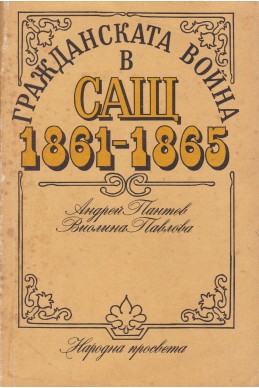 ГРАЖДАНСКАТА ВОЙНА
В
САЩ
1861-1865
Андрей Пантев
Виолина Павлова
Народна просвета